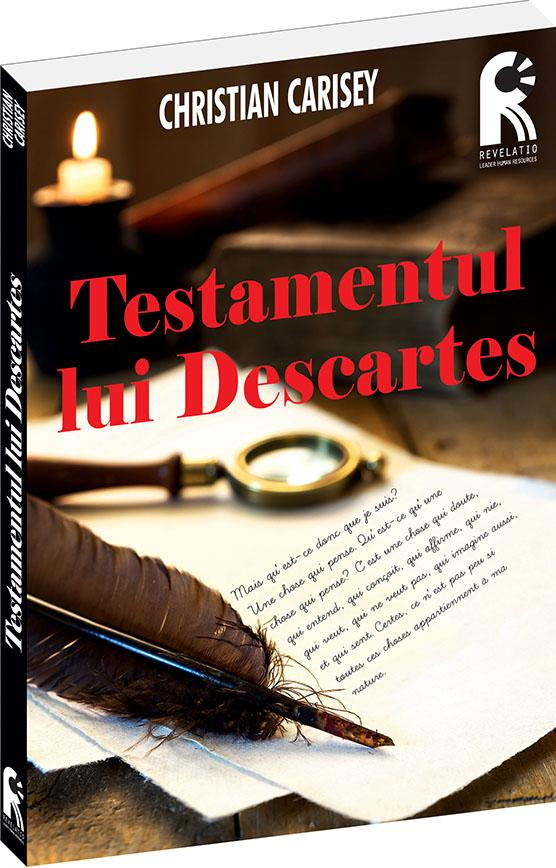 CHRISTIAN CARISEY
REVELATIO
LEADER HUMAN RESOURCES
Testamentul
lui Descartes
Mais qu'est-ce donc que je suis?
Une chose qui pense. Qu'est-ce qu'une
chose qui pense? C'est une chose qui doute,
qui entend, qui conçoit, qui affirme, qui nie,
qui veut, qui ne veut pas, qui imagine aussi,
et qui sent. Certes, ce n'est pas peu si
toutes ces choses appartiennent à ma
nature.
CHRISTIAN
CARISEY
Testamentul lui Descartes